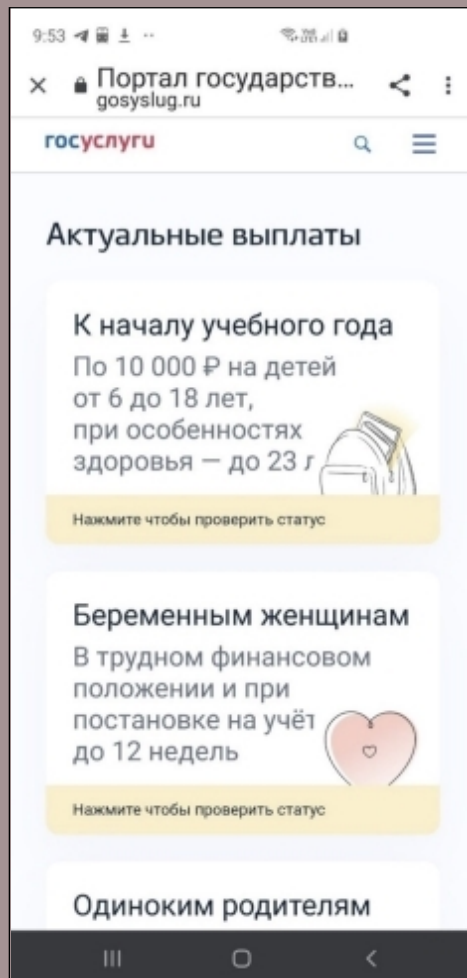 9:53
Портал государств...
gosyslug.ru
госуслуги
Актуальные выплаты
К началу учебного года
По 10 000 ₽ на детей
от 6 до 18 лет,
при особенностях
здоровья — до 23 л
Нажмите чтобы проверить статус
Беременным женщинам
В трудном финансовом
положении и при
постановке на учёт
до 12 недель
Нажмите чтобы проверить статус
Одиноким родителям